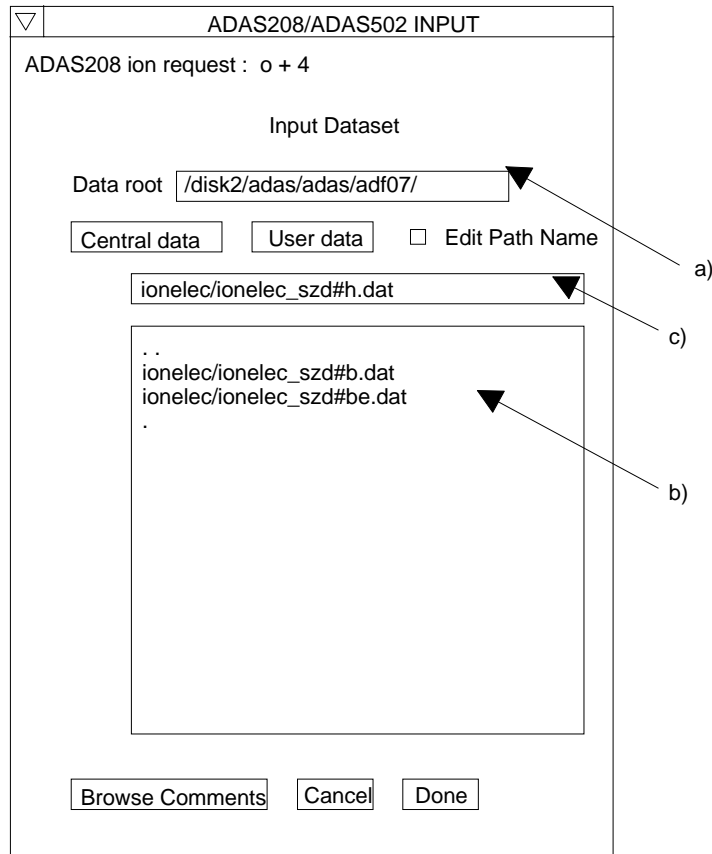 ADAS208/ADAS502 INPUT
ADAS208 ion request : o + 4
Input Dataset
Data root /disk2/adas/adas/adf07/
a)
Central data User data Edit Path Name
ionelec/ionelec_szd#h.dat
c)
. .
ionelec/ionelec_szd#b.dat
ionelec/ionelec_szd#be.dat
.
b)
Browse Comments Cancel Done